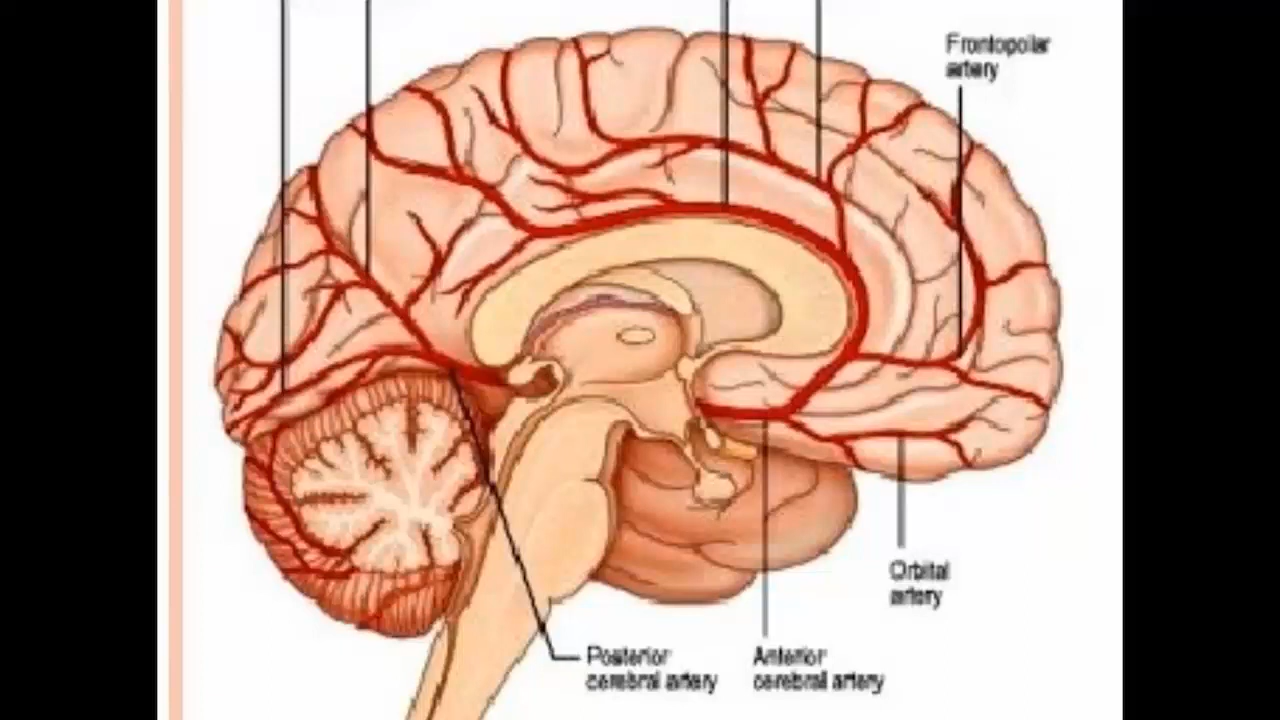 Frontopolar
artery
Orbital
artery
Posterior
cerebral artery
Anterior
cerebral artery